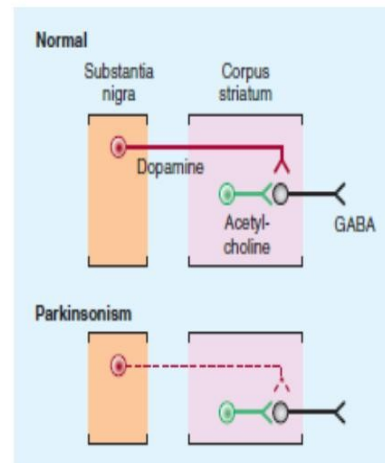 Normal
Substantia
nigra
Corpus
striatum
Dopamine
Acetyl-
choline
GABA
Parkinsonism